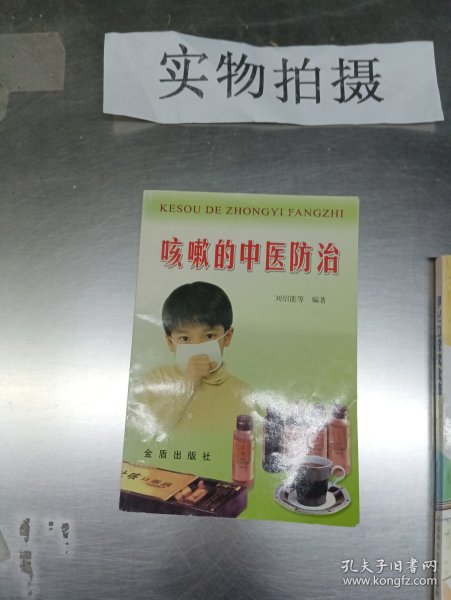 实物拍摄
KESOU DE ZHONGYI FANGZHI
咳嗽的中医防治
刘绍能等 编著
金盾出版社
孔夫子旧书网
www.kongfz.com